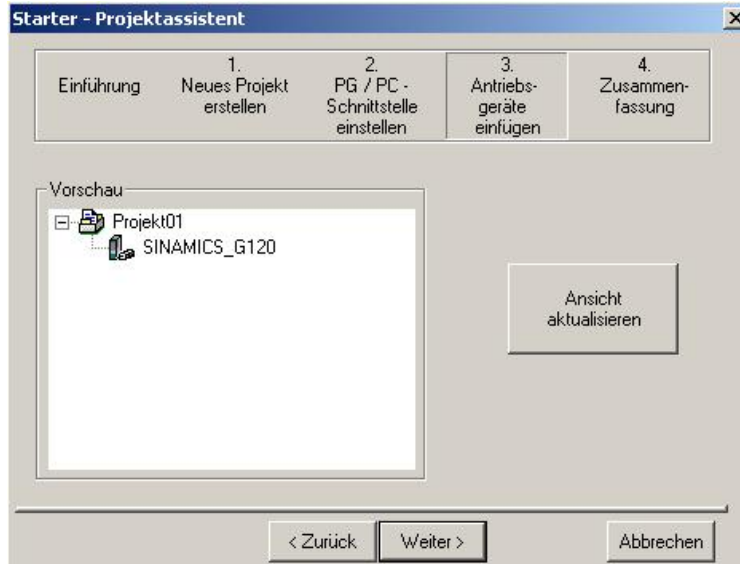 Starter - Projektassistent
Einführung
1.
Neues Projekt
erstellen
2.
PG / PC -
Schnittstelle
einstellen
3.
Antriebs-
geräte
einfügen
4.
Zusammen-
fassung
Vorschau
Projekt01
SINAMICS_G120
Ansicht
aktualisieren
< Zurück
Weiter >
Abbrechen